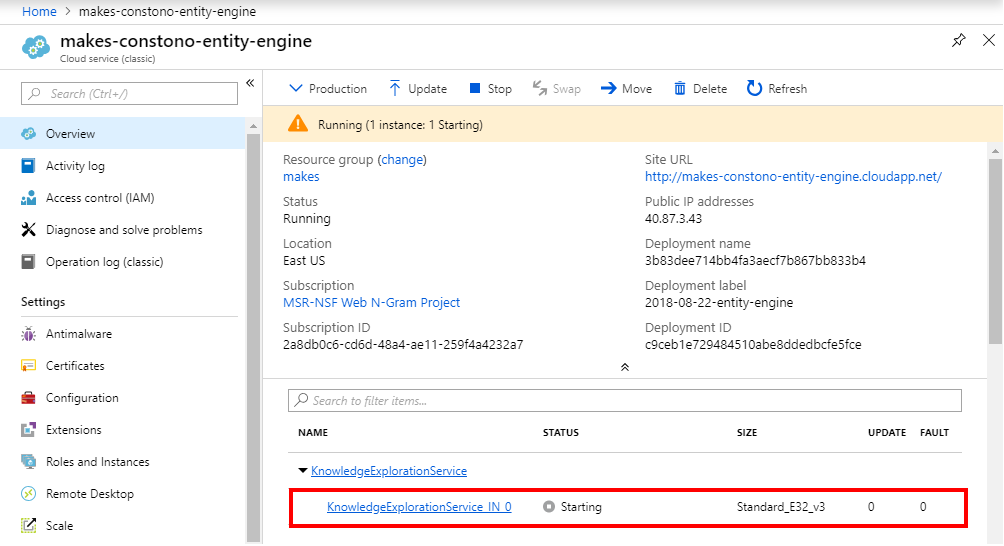 Home > makes-constono-entity-engine
makes-constono-entity-engine
Cloud service (classic)
Search (Ctrl+/)
«
Overview
Activity log
Access control (IAM)
Diagnose and solve problems
Operation log (classic)
Settings
Antimalware
Certificates
Configuration
Extensions
Roles and Instances
Remote Desktop
Scale
Production Update Stop Swap Move Delete Refresh
Running (1 instance: 1 Starting)
Resource group (change)
makes
Status
Running
Location
East US
Subscription
MSR-NSF Web N-Gram Project
Subscription ID
2a8db0c6-cd6d-48a4-ae11-259f4a4232a7
Site URL
http://makes-constono-entity-engine.cloudapp.net/
Public IP addresses
40.87.3.43
Deployment name
3b83dee714bb4fa3aecf7b867bb833b4
Deployment label
2018-08-22-entity-engine
Deployment ID
c9ceb1e729484510abe8ddedbcfe5fce
Search to filter items...
NAME STATUS SIZE UPDATE FAULT
KnowledgeExplorationService
KnowledgeExplorationService_IN_0 Starting Standard_E32_v3 0 0